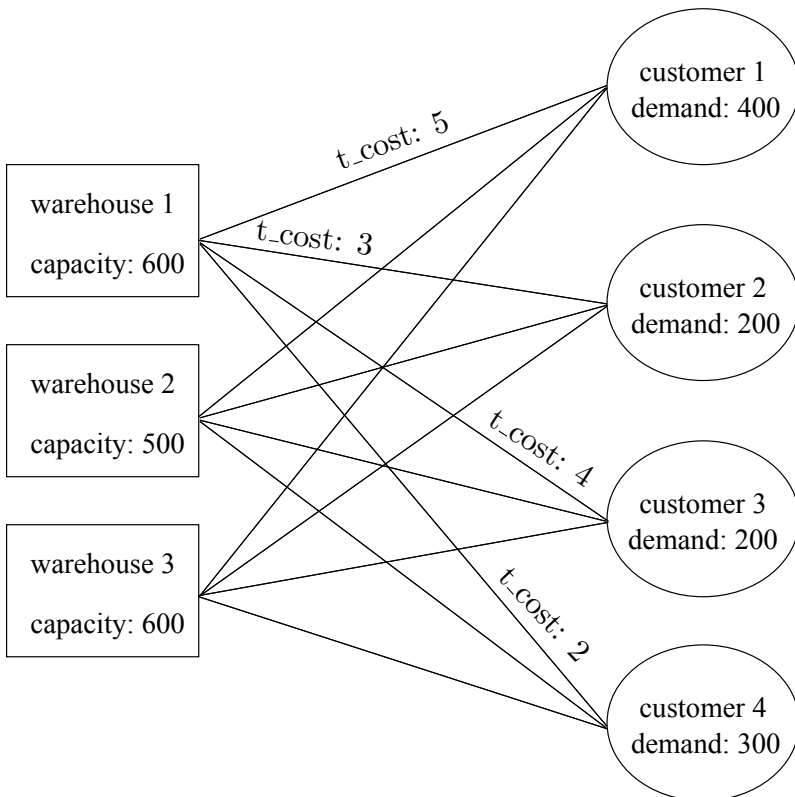 customer 1
demand: 400
t_cost: 5
warehouse 1
capacity: 600
t_cost: 3
customer 2
demand: 200
warehouse 2
capacity: 500
t_cost: 4
customer 3
demand: 200
warehouse 3
capacity: 600
t_cost: 2
customer 4
demand: 300